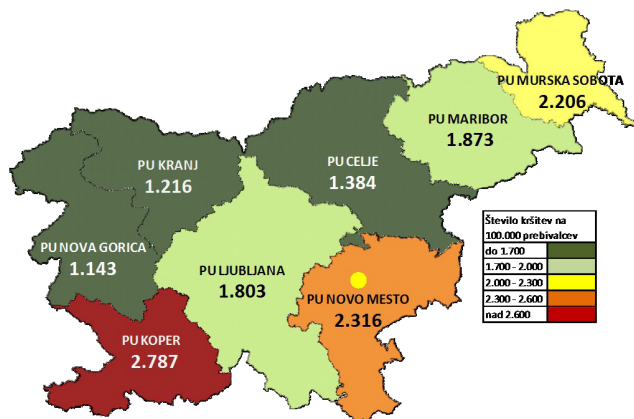 PU MURSKA SOBOTA
2.206
PU MARIBOR
1.873
PU KRANJ
1.216
PU CELJE
1.384
PU NOVA GORICA
1.143
PU LJUBLJANA
1.803
PU NOVO MESTO
2.316
PU KOPER
2.787
Število kršitev na
100.000 prebivalcev
do 1.700
1.700 - 2.000
2.000 - 2.300
2.300 - 2.600
nad 2.600